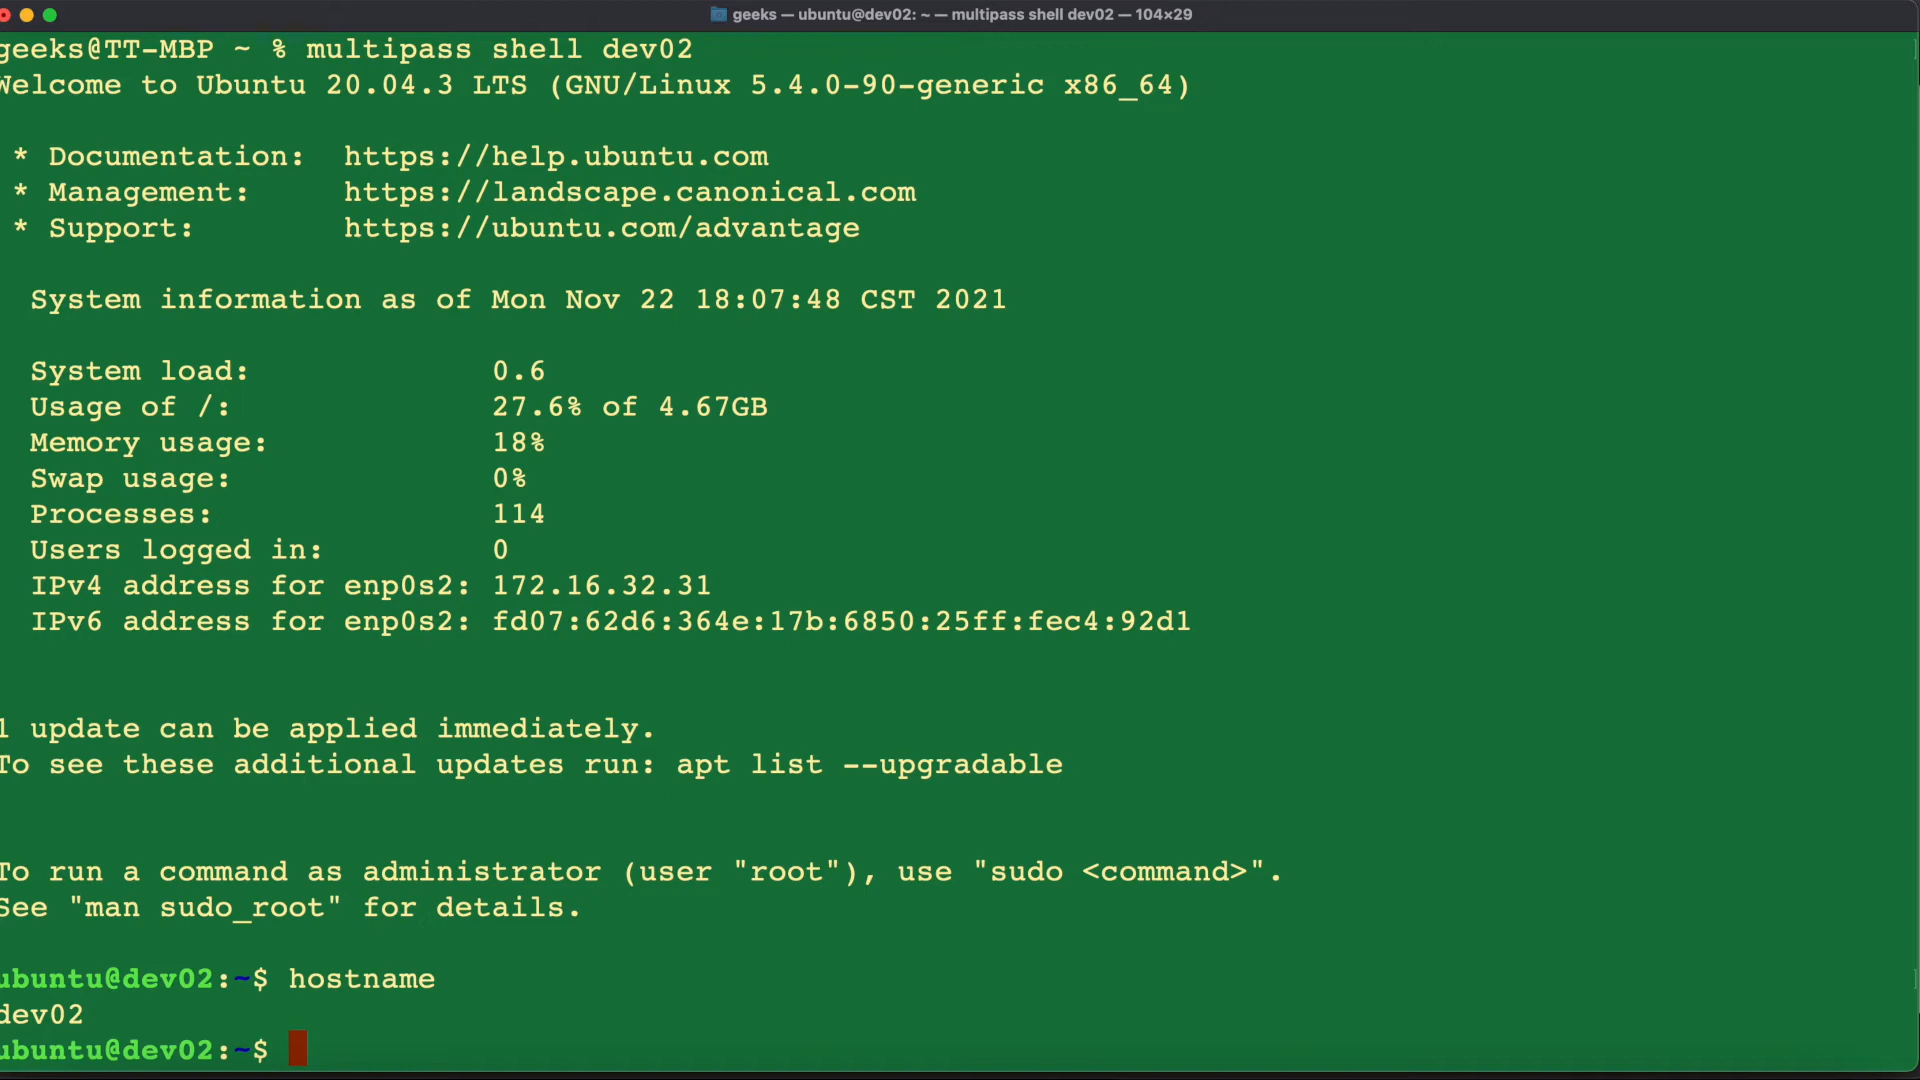 geeks — ubuntu@dev02: ~ — multipass shell dev02 — 104×29
geeks@TT-MBP ~ % multipass shell dev02
Welcome to Ubuntu 20.04.3 LTS (GNU/Linux 5.4.0-90-generic x86_64)
* Documentation: https://help.ubuntu.com
* Management: https://landscape.canonical.com
* Support: https://ubuntu.com/advantage
System information as of Mon Nov 22 18:07:48 CST 2021
System load: 0.6
Usage of /: 27.6% of 4.67GB
Memory usage: 18%
Swap usage: 0%
Processes: 114
Users logged in: 0
IPv4 address for enp0s2: 172.16.32.31
IPv6 address for enp0s2: fd07:62d6:364e:17b:6850:25ff:fec4:92d1
1 update can be applied immediately.
To see these additional updates run: apt list --upgradable
To run a command as administrator (user "root"), use "sudo <command>".
See "man sudo_root" for details.
ubuntu@dev02:~$ hostname
dev02
ubuntu@dev02:~$